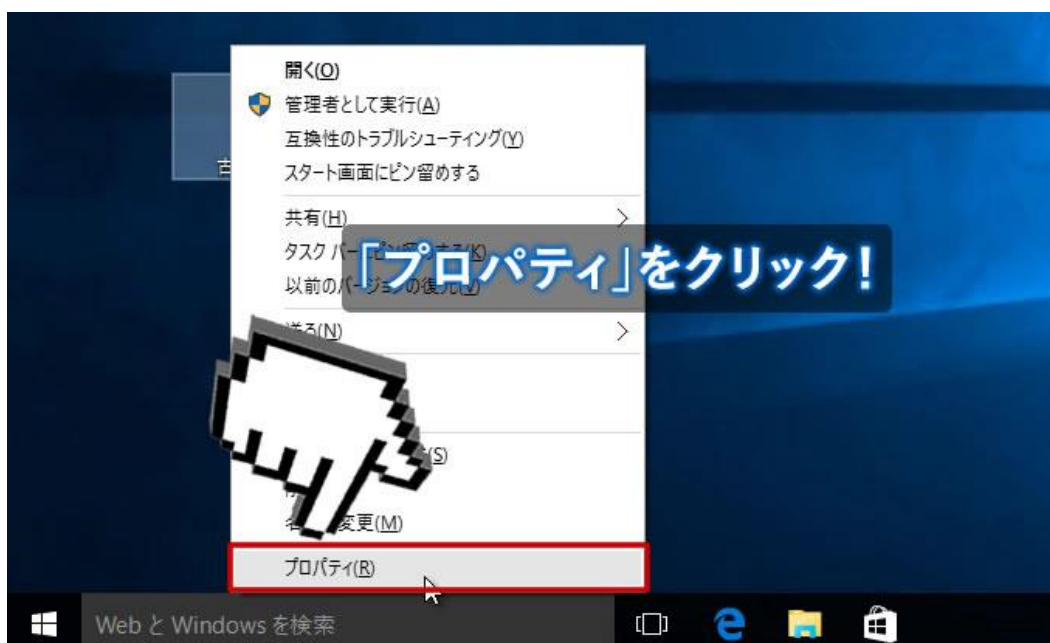 開く(O)
管理者として実行(A)
互換性のトラブルシューティング(Y)
スタート画面にピン留めする
共有(H)
「プロパティ」をクリック!
送る(N)
(S)
変更(M)
プロパティ(R)
Web と Windows を検索